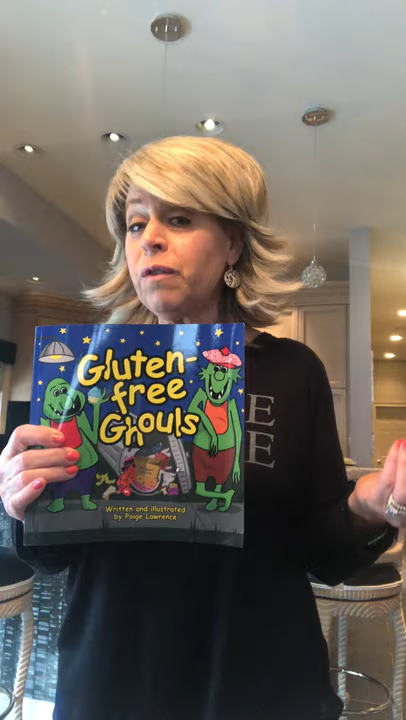 Gluten-
free
Ghouls
Written and illustrated
by Paige Lawrence